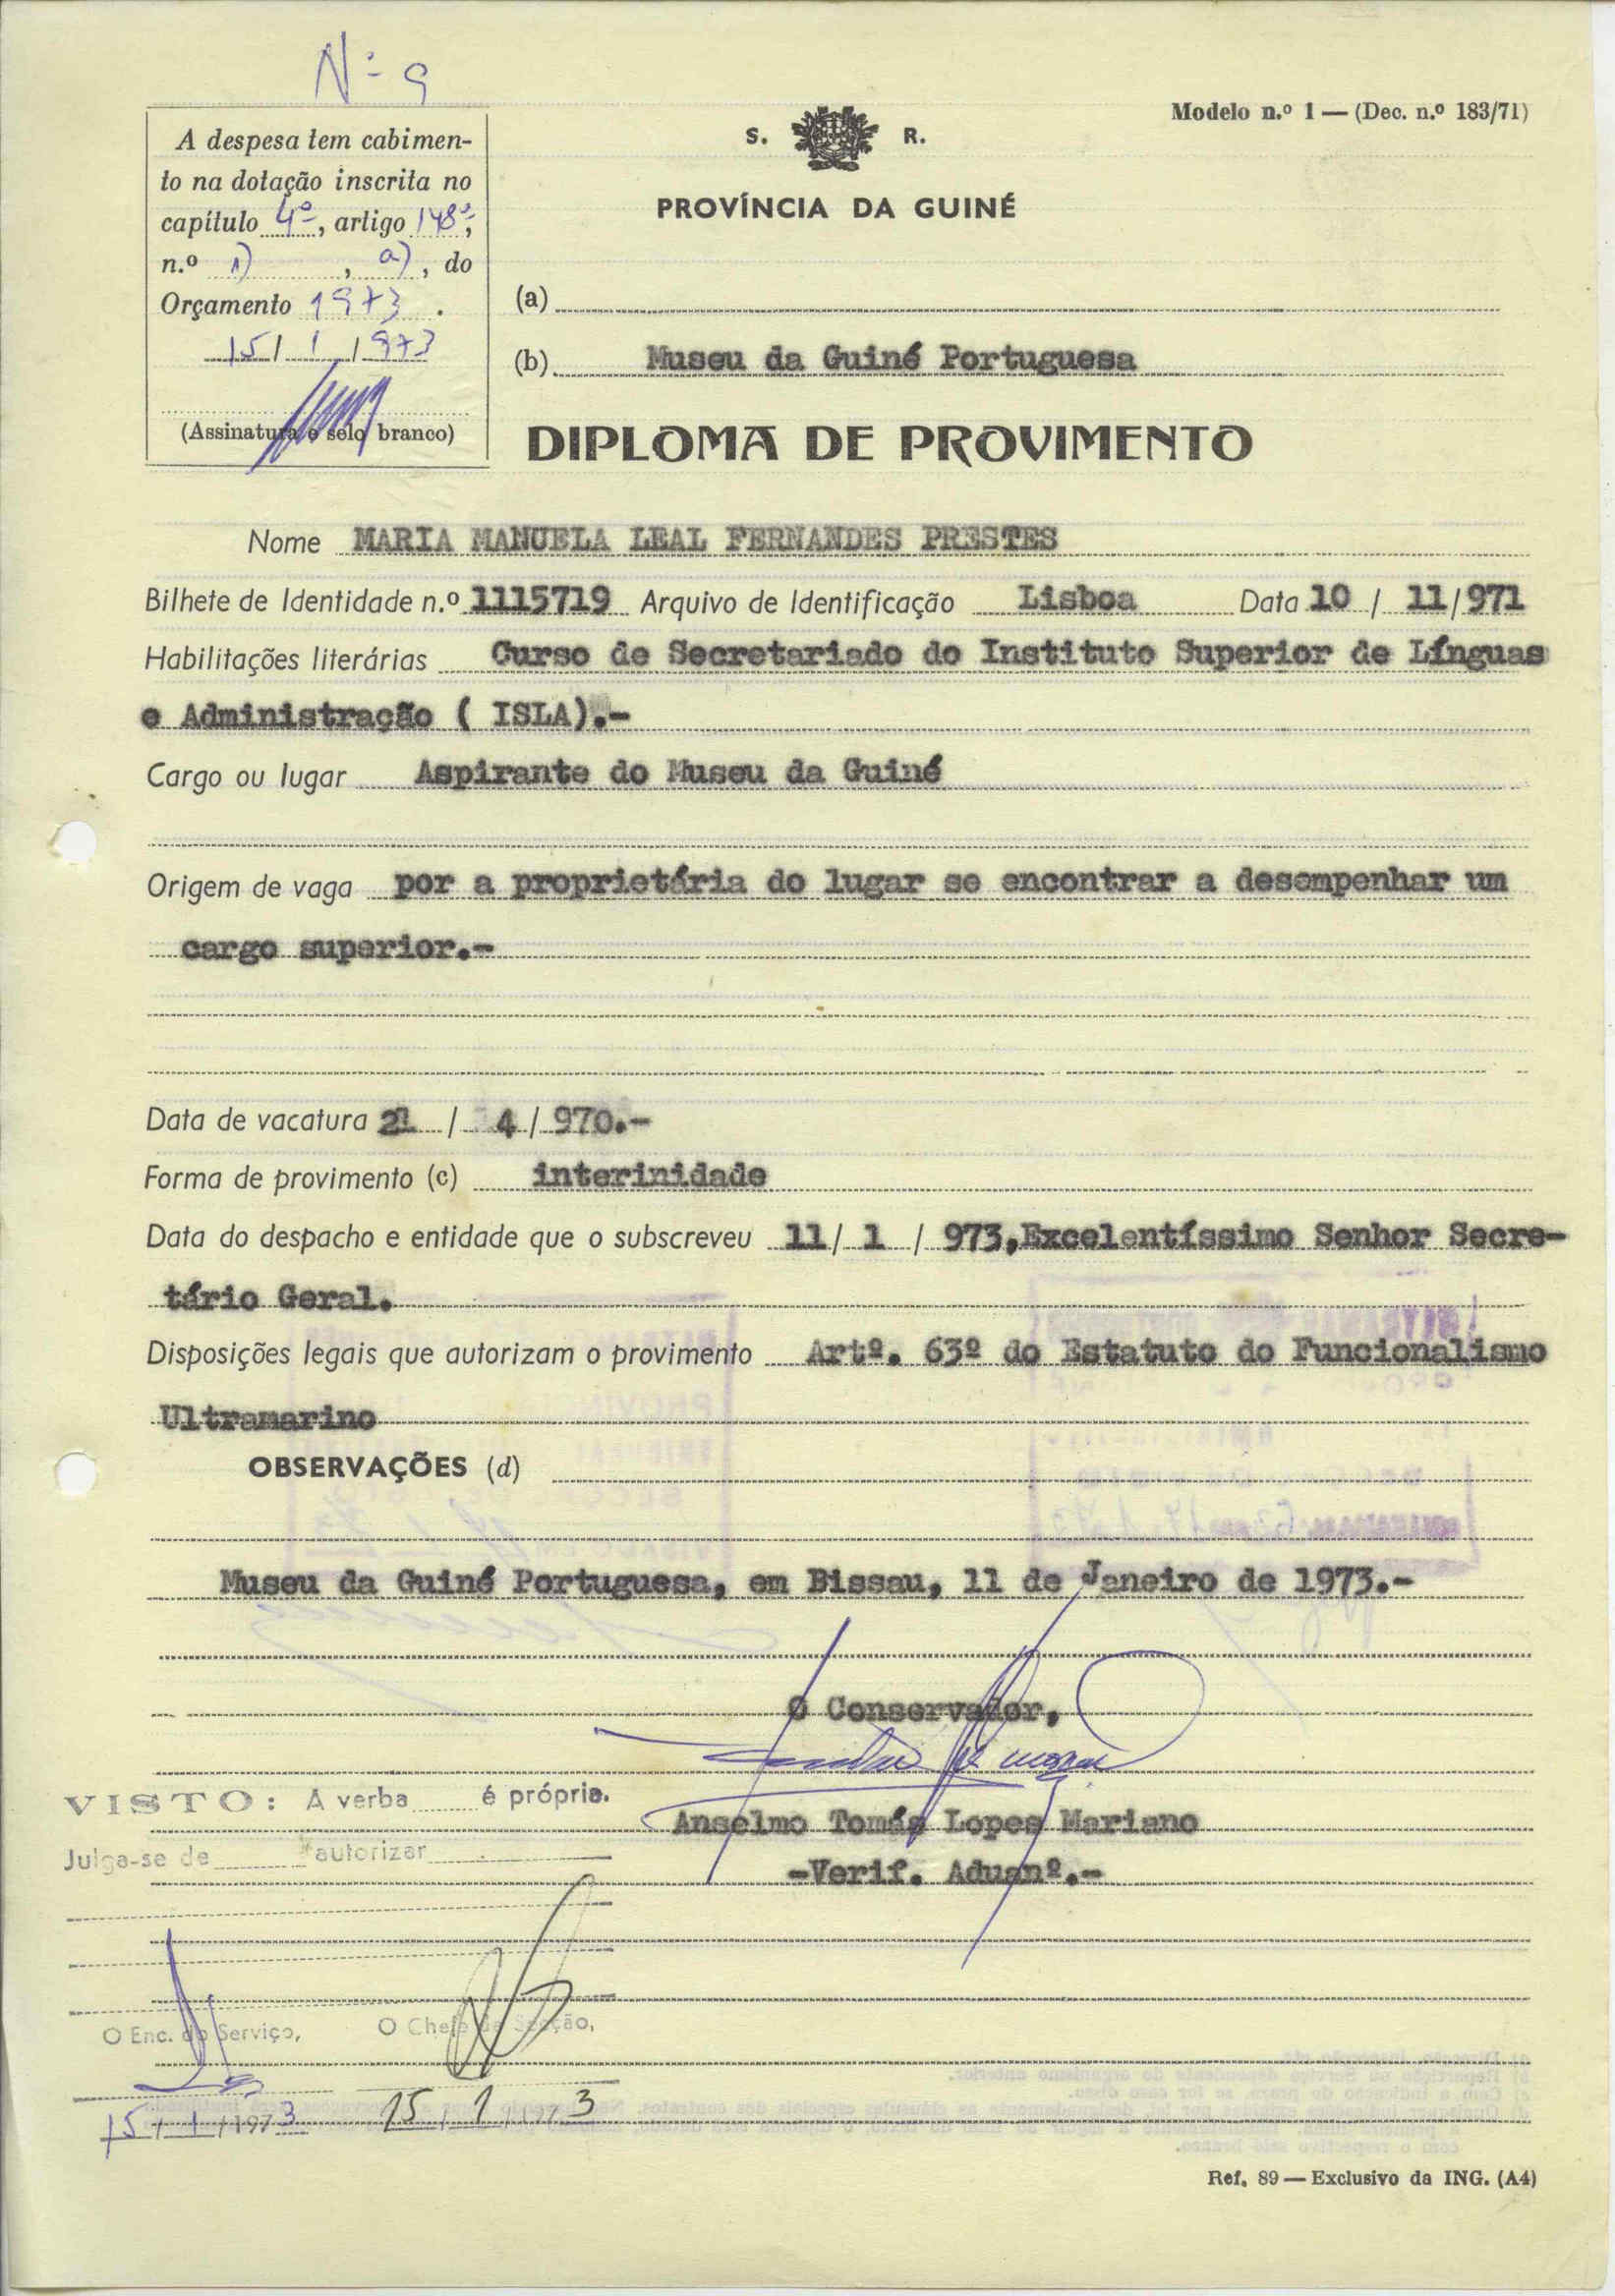 Nº 9
Modelo n.º 1 — (Dec. n.º 183/71)
A despesa tem cabimen-
to na dotação inscrita no
capítulo 4º, artigo 148º,
n.º 1) , a) , do
Orçamento 1973 .
15/ 1 /973
(Assinatura e selo branco)
S. R.
PROVÍNCIA DA GUINÉ
(a)
(b) Museu da Guiné Portuguesa
DIPLOMA DE PROVIMENTO
Nome MARIA MANUELA LEAL FERNANDES PRESTES
Bilhete de Identidade n.º 1115719 Arquivo de Identificação Lisboa Data 10 / 11/971
Habilitações literárias Curso de Secretariado do Instituto Superior de Línguas
e Administração ( ISLA).-
Cargo ou lugar Aspirante do Museu da Guiné
Origem de vaga por a proprietária do lugar se encontrar a desempenhar um
cargo superior.-
Data de vacatura 21 / 4 / 970.-
Forma de provimento (c) interinidade
Data do despacho e entidade que o subscreveu 11/ 1 / 973,Excelentíssimo Senhor Secre-
tário Geral.
Disposições legais que autorizam o provimento Artº. 63º do Estatuto do Funcionalismo
Ultramarino
OBSERVAÇÕES (d)
Museu da Guiné Portuguesa, em Bissau, 11 de Janeiro de 1973.-
O Conservador,
VISTO: A verba é própria.
Anselmo Tomás Lopes Mariano
Julga-se de autorizar
-Verif. Aduanº.-
O Enc. do Serviço, O Chefe da Secção,
15 / 1 /1973 15 / 1 /1973
Ref. 89 — Exclusivo da ING. (A4)